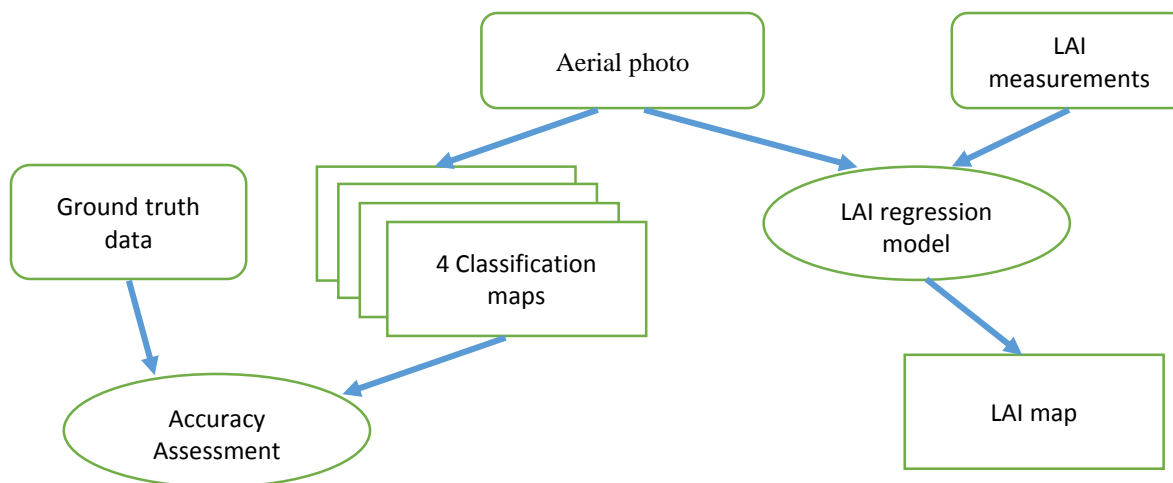 Aerial photo
LAI
measurements
Ground truth
data
4 Classification
maps
LAI regression
model
Accuracy
Assessment
LAI map